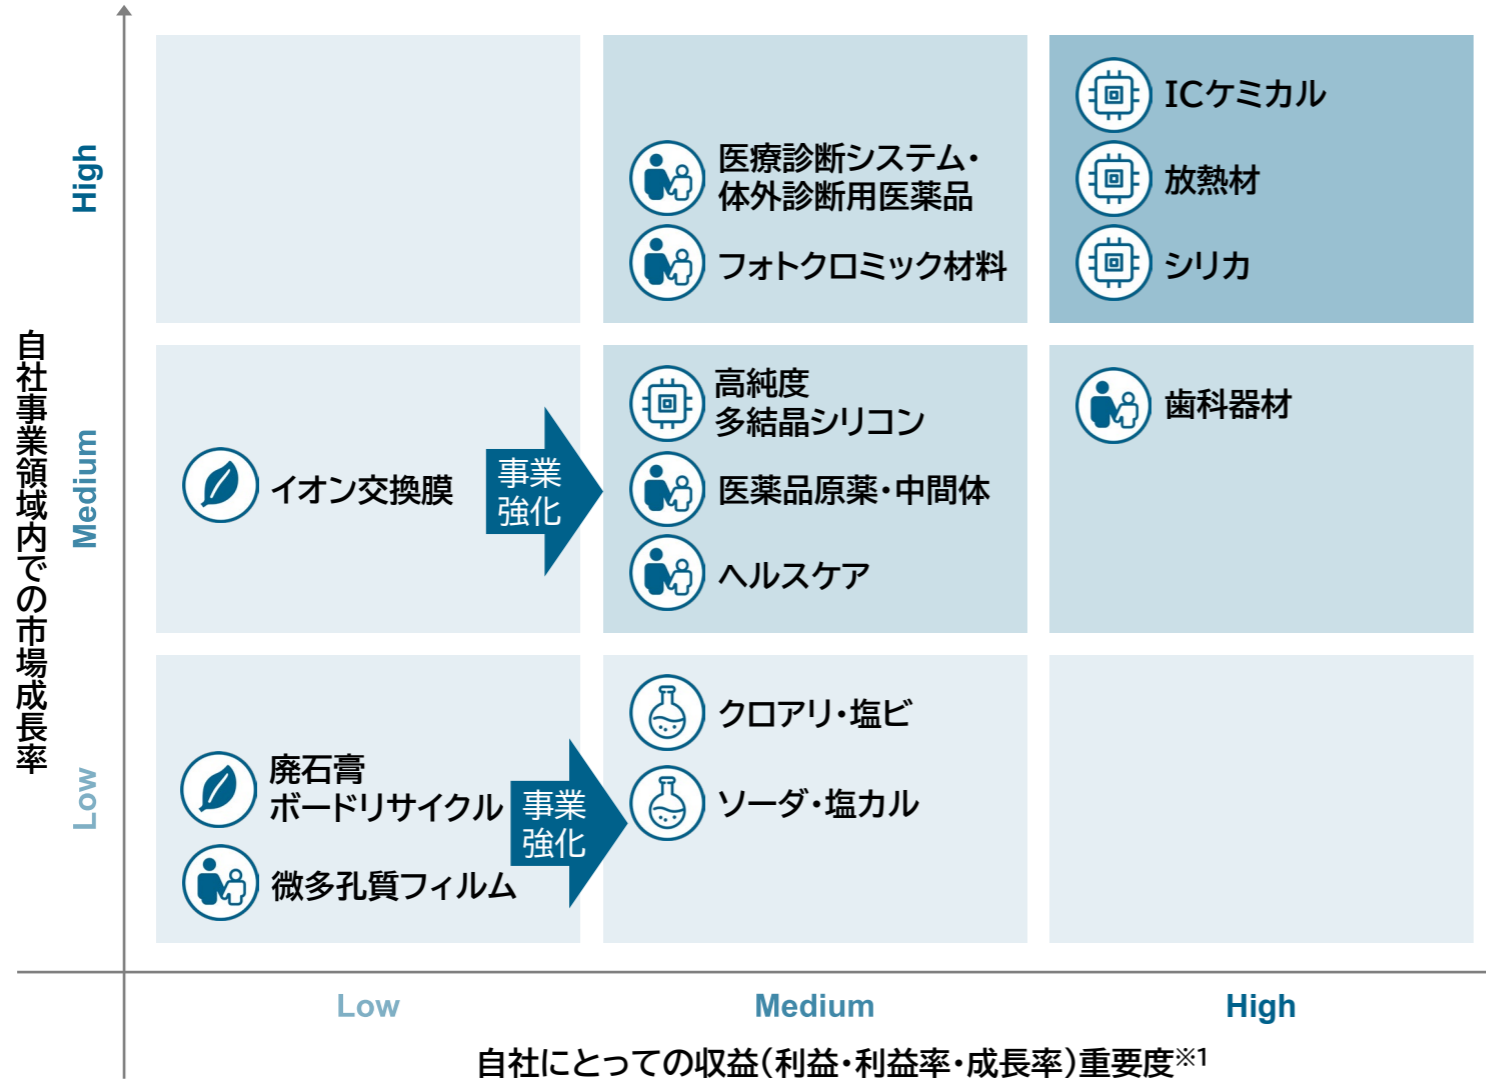 自社事業領域内での市場成長率
High
Medium
Low
医療診断システム・
体外診断用医薬品
フォトクロミック材料
ICケミカル
放熱材
シリカ
イオン交換膜
事業
強化
高純度
多結晶シリコン
医薬品原薬・中間体
ヘルスケア
歯科器材
廃石膏
ボードリサイクル
微多孔質フィルム
事業
強化
クロアリ・塩ビ
ソーダ・塩カル
Low
Medium
High
自社にとっての収益(利益・利益率・成長率)重要度※1